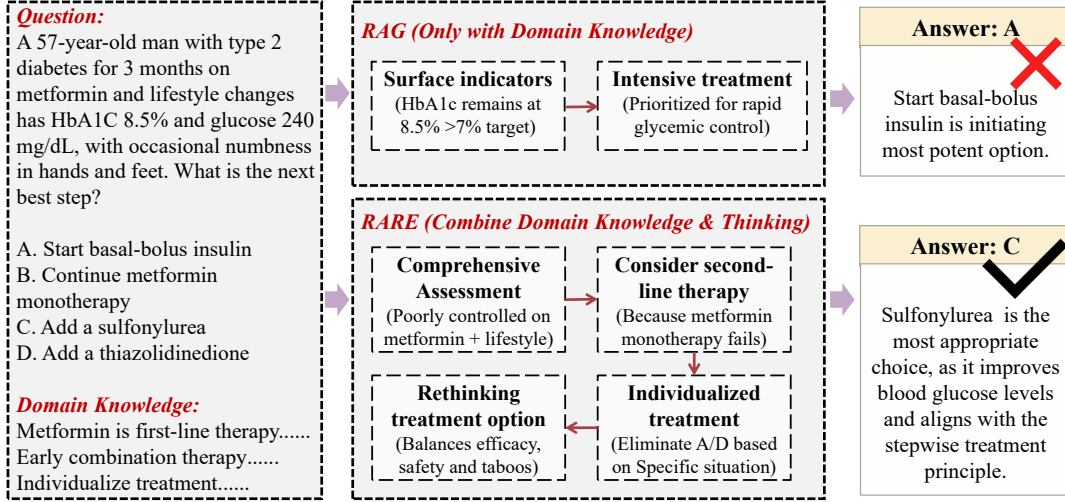 Question:
A 57-year-old man with type 2
diabetes for 3 months on
metformin and lifestyle changes
has HbA1C 8.5% and glucose 240
mg/dL, with occasional numbness
in hands and feet. What is the next
best step?
A. Start basal-bolus insulin
B. Continue metformin
monotherapy
C. Add a sulfonylurea
D. Add a thiazolidinedione
Domain Knowledge:
Metformin is first-line therapy......
Early combination therapy......
Individualize treatment......
RAG (Only with Domain Knowledge)
Surface indicators
(HbA1c remains at
8.5% >7% target)
Intensive treatment
(Prioritized for rapid
glycemic control)
Answer: A
Start basal-bolus
insulin is initiating
most potent option.
RARE (Combine Domain Knowledge & Thinking)
Comprehensive
Assessment
(Poorly controlled on
metformin + lifestyle)
Consider second-
line therapy
(Because metformin
monotherapy fails)
Rethinking
treatment option
(Balances efficacy,
safety and taboos)
Individualized
treatment
(Eliminate A/D based
on Specific situation)
Answer: C
Sulfonylurea is the
most appropriate
choice, as it improves
blood glucose levels
and aligns with the
stepwise treatment
principle.